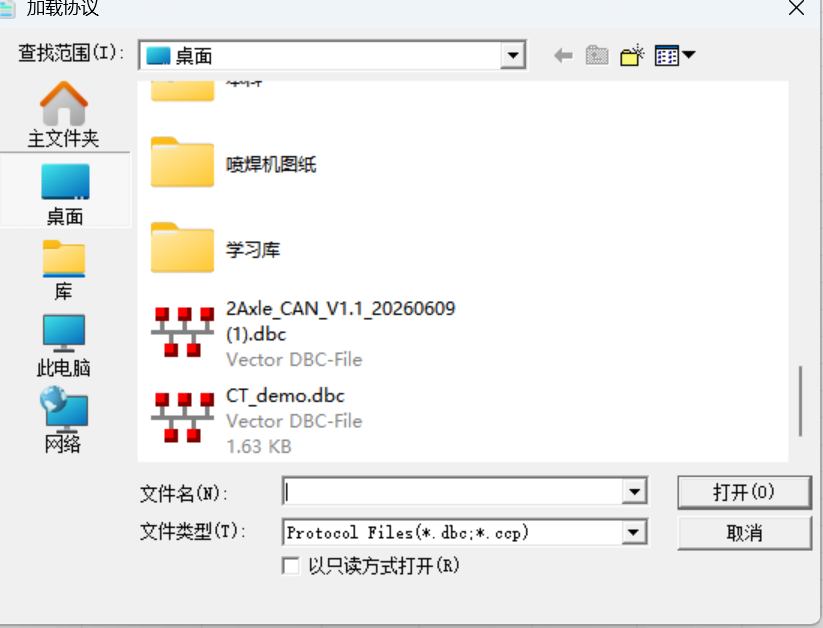 加载协议
查找范围(I):
桌面
主文件夹
桌面
库
此电脑
网络
喷焊机图纸
学习库
2Axle_CAN_V1.1_20260609
(1).dbc
Vector DBC-File
CT_demo.dbc
Vector DBC-File
1.63 KB
文件名(N):
打开(O)
文件类型(T):
Protocol Files(*.dbc;*.ccp)
取消
以只读方式打开(R)